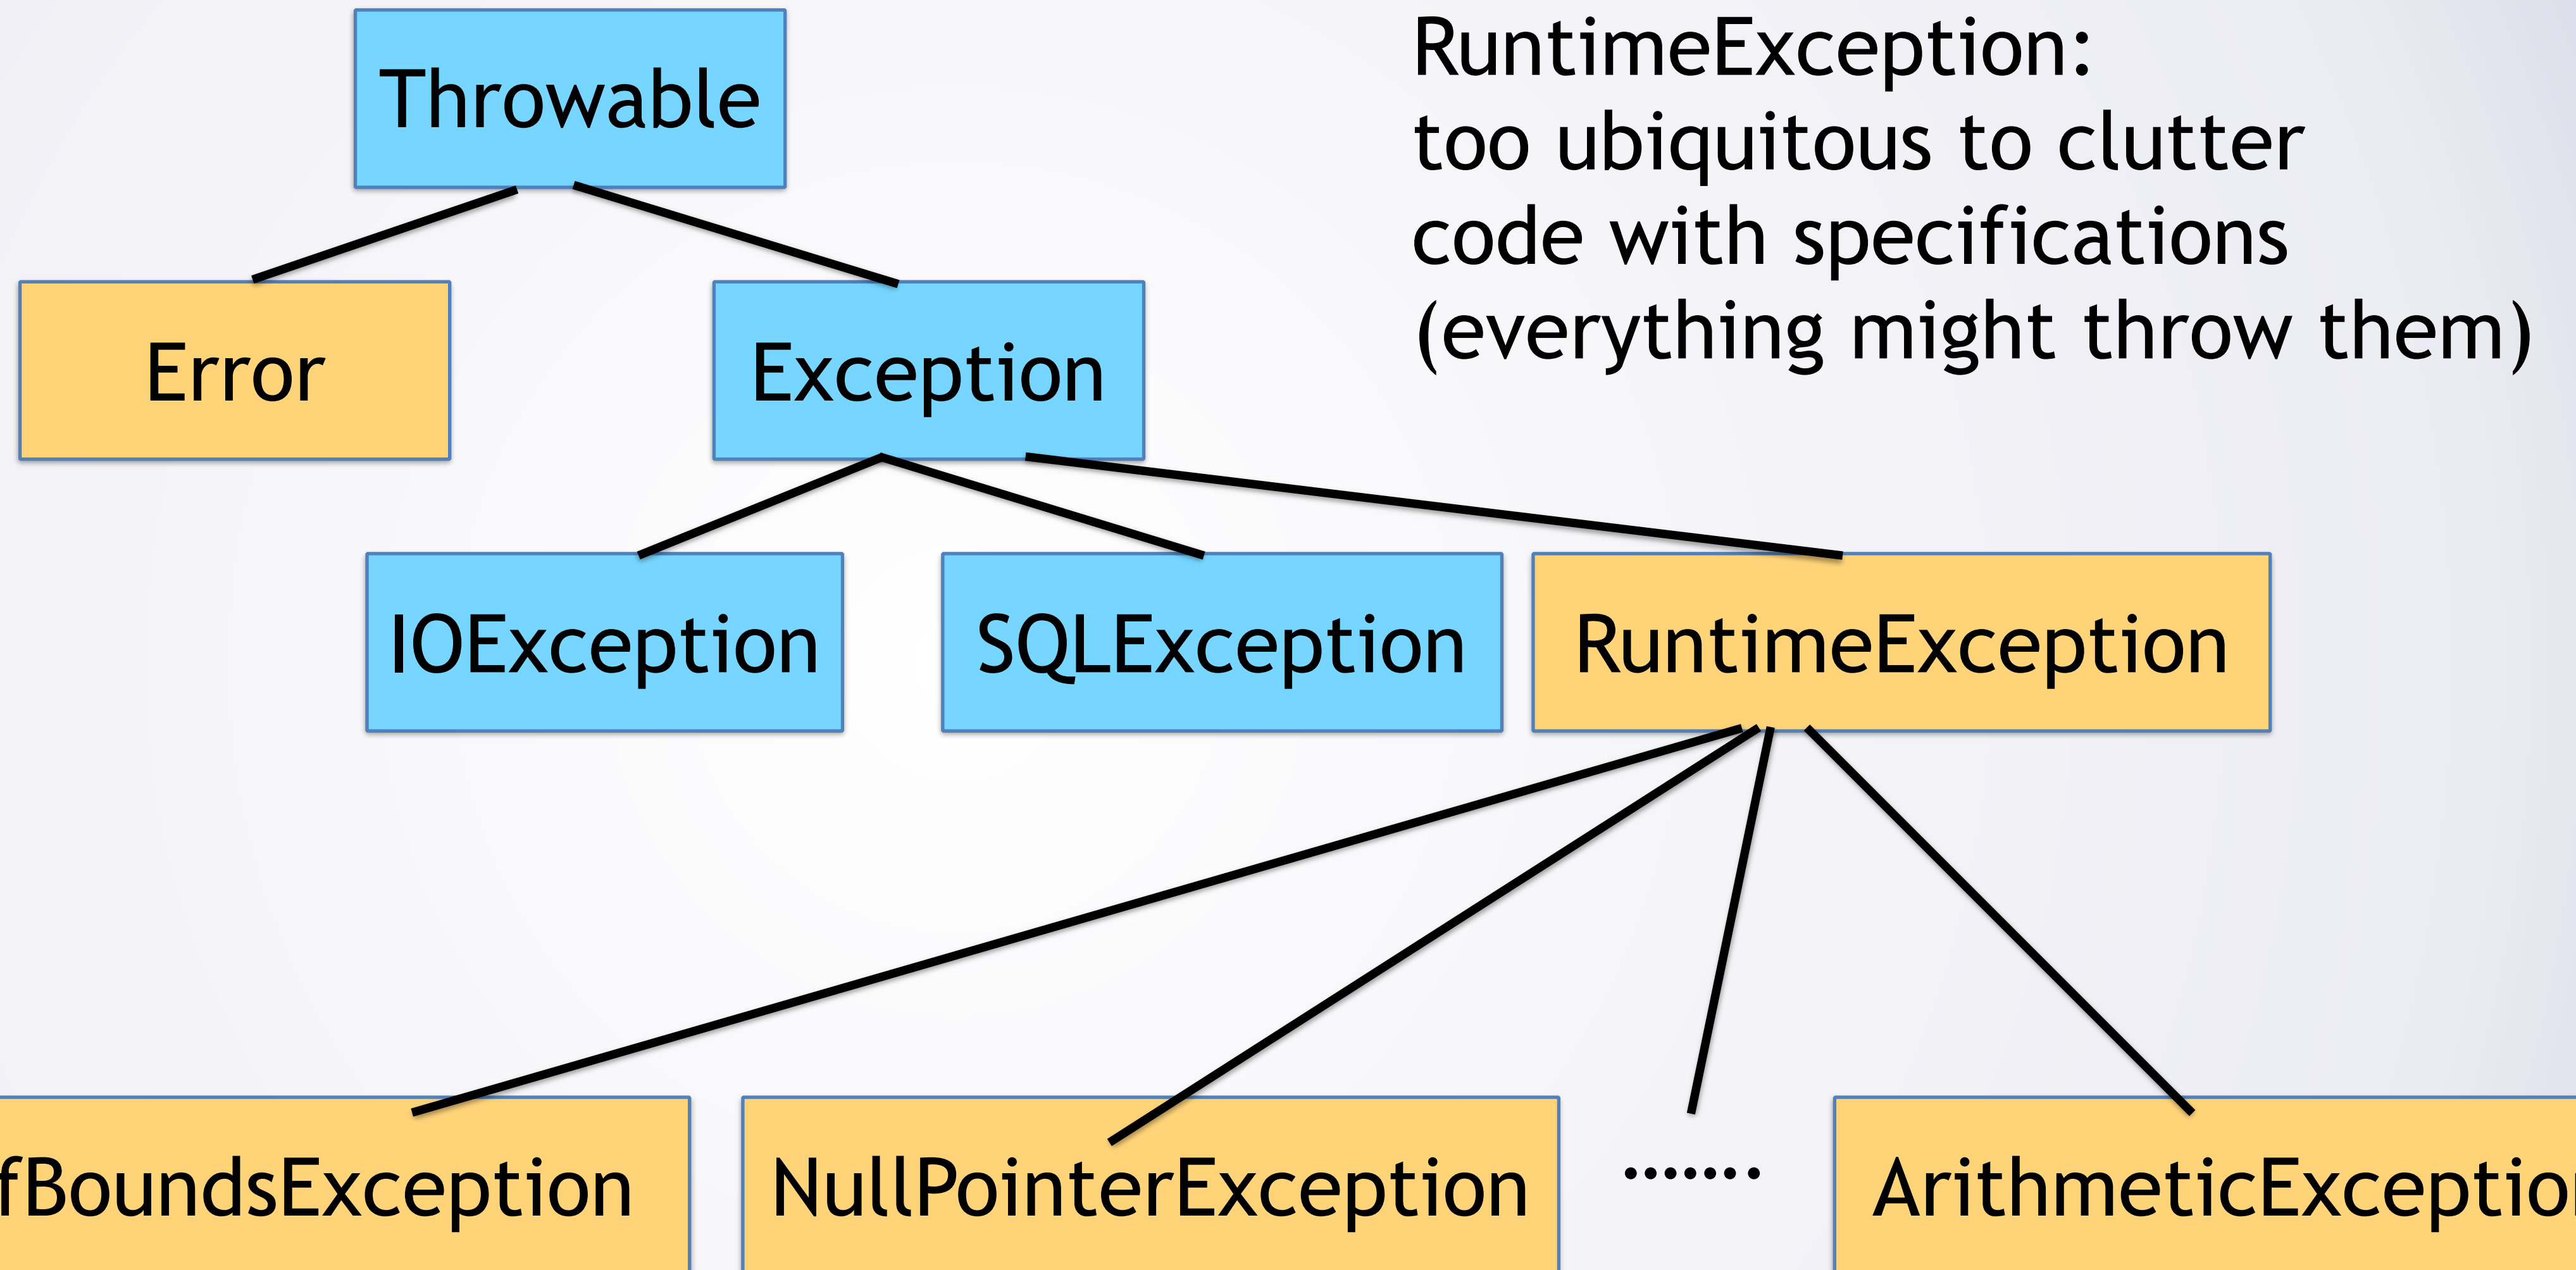 Throwable
RuntimeException:
too ubiquitous to clutter
code with specifications
(everything might throw them)
Error
Exception
IOException
SQLException
RuntimeException
fBoundsException
NullPointerException
.......
ArithmeticExceptio